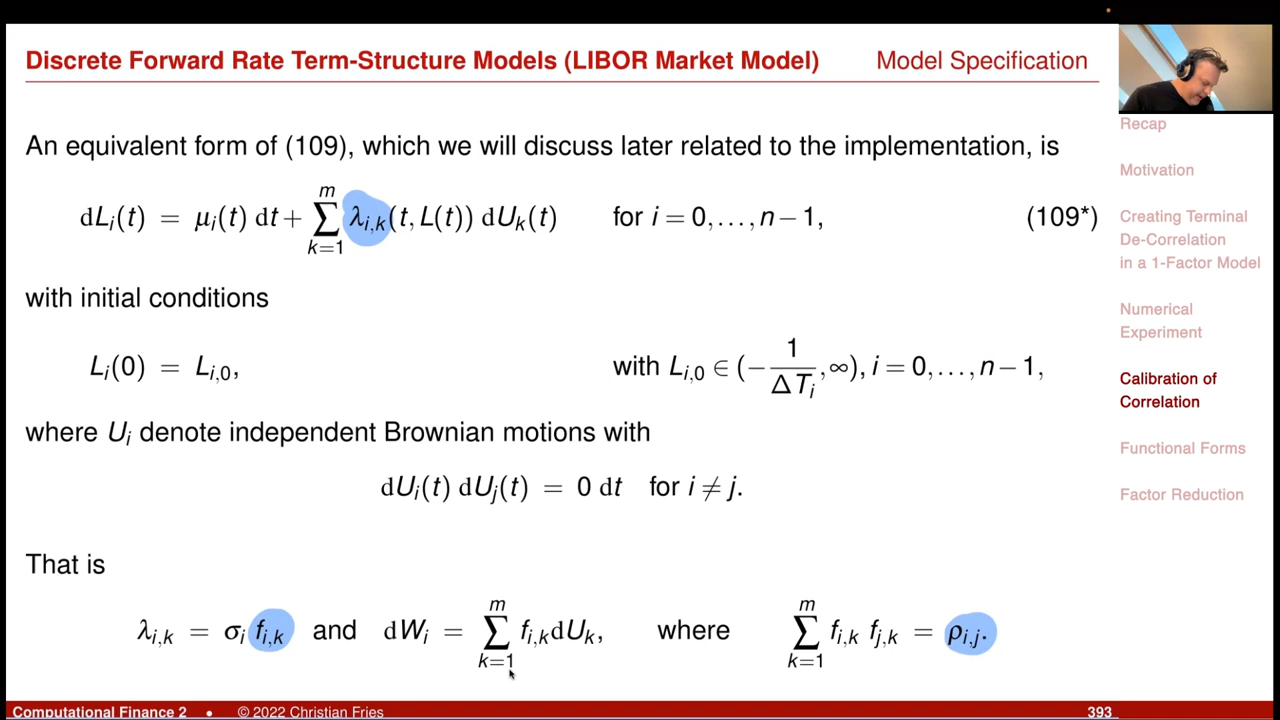 Discrete Forward Rate Term-Structure Models (LIBOR Market Model) Model Specification
An equivalent form of (109), which we will discuss later related to the implementation, is
dL_i(t) = μ_i(t) dt + ∑_{k=1}^{m} λ_{i,k}(t, L(t)) dU_k(t) for i = 0, …, n − 1, (109*)
with initial conditions
L_i(0) = L_{i,0}, with L_{i,0} ∈ (−1/ΔT_i, ∞), i = 0, …, n − 1,
where U_i denote independent Brownian motions with
dU_i(t) dU_j(t) = 0 dt for i ≠ j.
That is
λ_{i,k} = σ_i f_{i,k} and dW_i = ∑_{k=1}^{m} f_{i,k} dU_k, where ∑_{k=1}^{m} f_{i,k} f_{j,k} = ρ_{i,j}.
Recap
Motivation
Creating Terminal
De-Correlation
in a 1-Factor Model
Numerical
Experiment
Calibration of
Correlation
Functional Forms
Factor Reduction
Computational Finance 2 • © 2022 Christian Fries 393